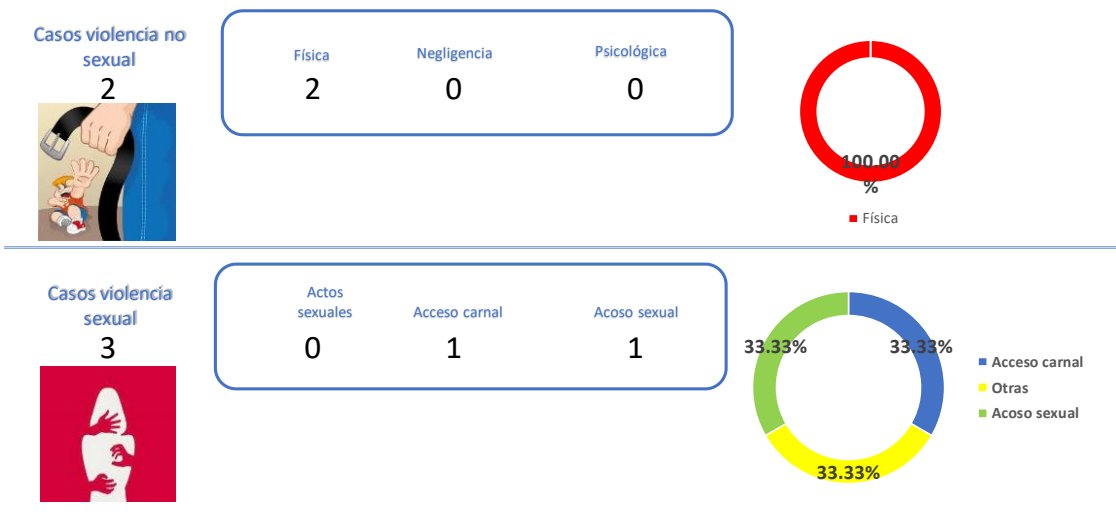 Casos violencia no
sexual
2
Física
Negligencia
Psicológica
2
0
0
100.00
%
Física
Casos violencia
sexual
3
Actos
sexuales
Acceso carnal
Acoso sexual
0
1
1
33.33%
33.33%
33.33%
Acceso carnal
Otras
Acoso sexual